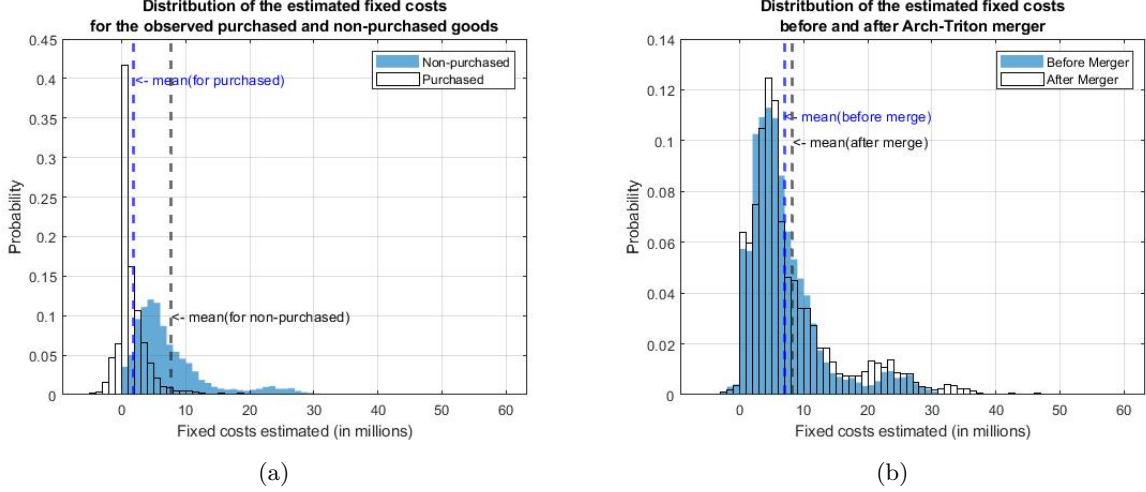 Distritbution of the estimated fixed costs
for the observed purchased and non-purchased goods
0.45
0.4
0.35
0.3
0.25
0.2
0.15
0.1
0.05
0
Probability
Non-purchased
Purchased
<- mean(for purchased)
<- mean(for non-purchased)
0 10 20 30 40 50 60
Fixed costs estimated (in millions)
(a)
Distritbution of the estimated fixed costs
before and after Arch-Triton merger
0.14
0.12
0.1
0.08
0.06
0.04
0.02
0
Probability
Before Merger
After Merger
<- mean(before merge)
<- mean(after merge)
0 10 20 30 40 50 60
Fixed costs estimated (in millions)
(b)